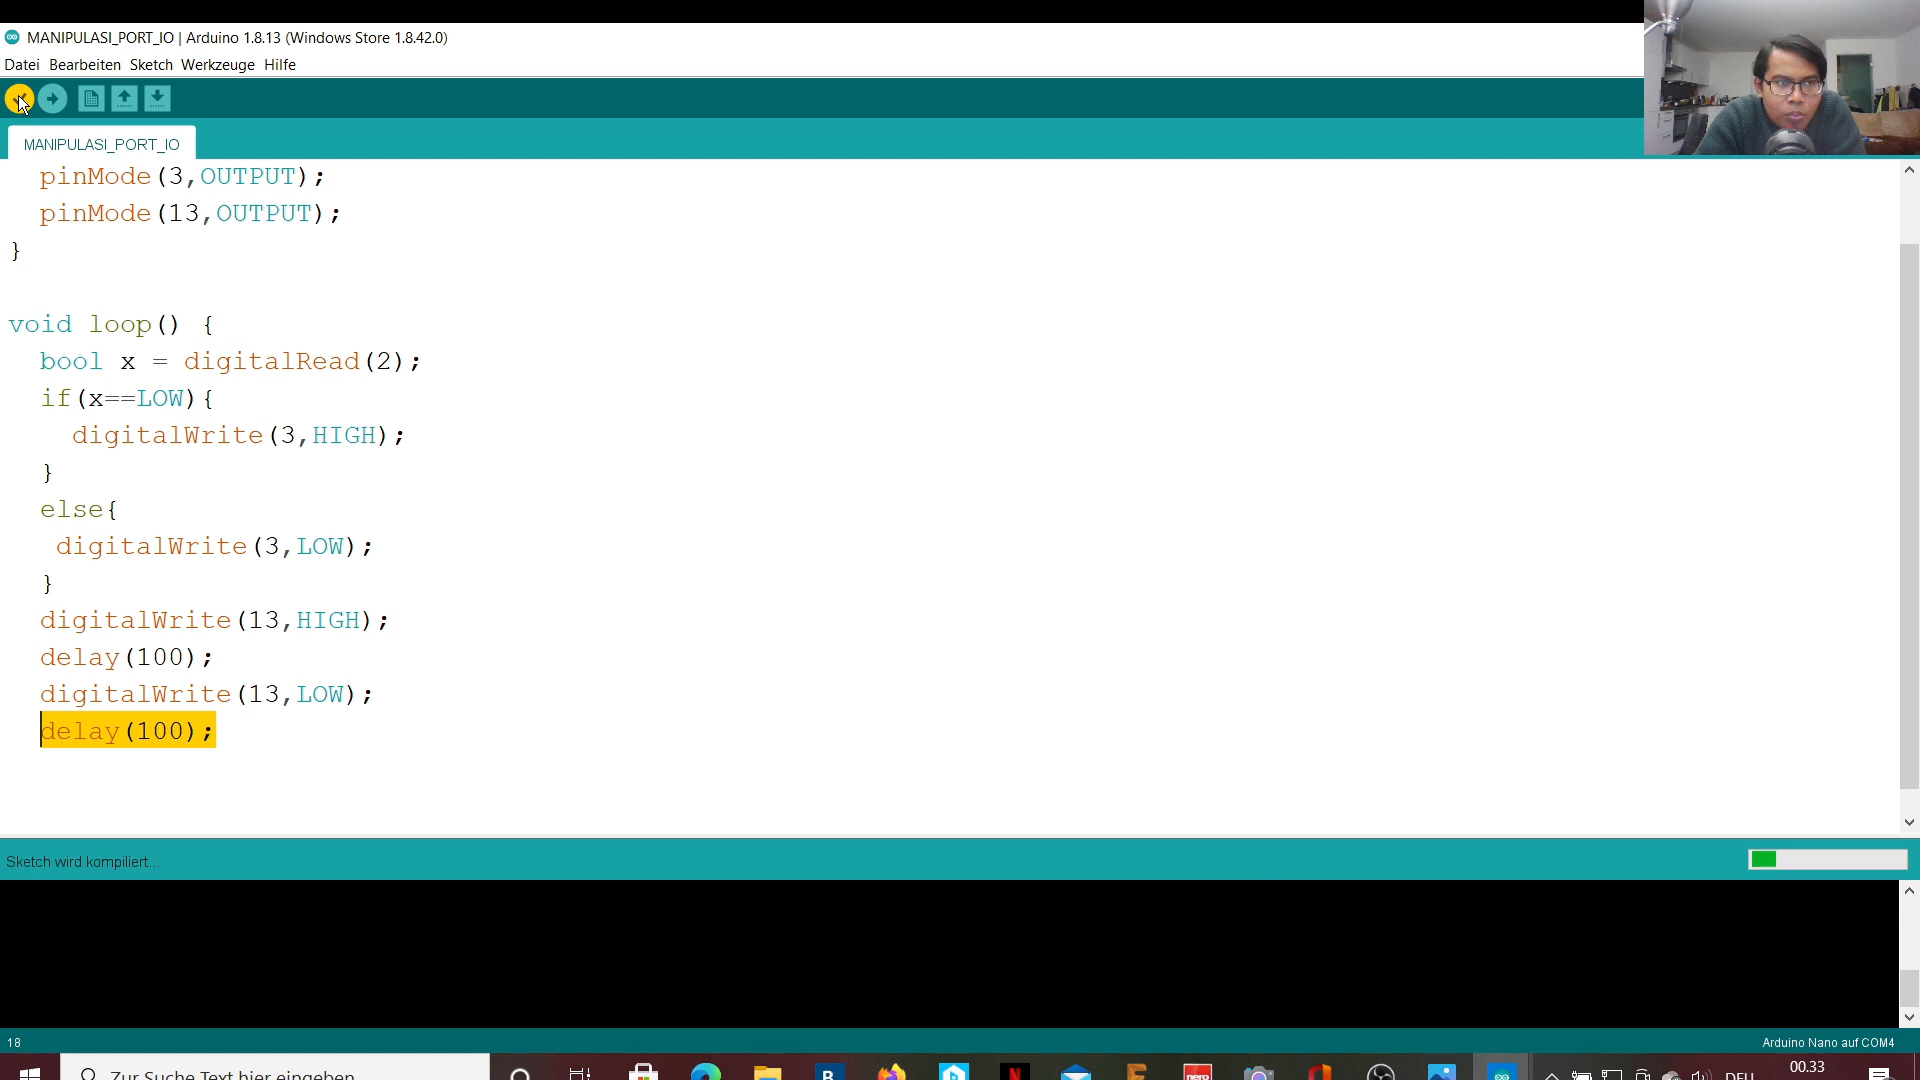 MANIPULASI_PORT_IO | Arduino 1.8.13 (Windows Store 1.8.42.0)
Datei Bearbeiten Sketch Werkzeuge Hilfe
MANIPULASI_PORT_IO
pinMode(3,OUTPUT);
pinMode(13,OUTPUT);
}
void loop() {
bool x = digitalRead(2);
if(x==LOW){
digitalWrite(3,HIGH);
}
else{
digitalWrite(3,LOW);
}
digitalWrite(13,HIGH);
delay(100);
digitalWrite(13,LOW);
delay(100);
Sketch wird kompiliert...
18
Arduino Nano auf COM4
Zur Suche Text hier eingeben
DEU
00.33